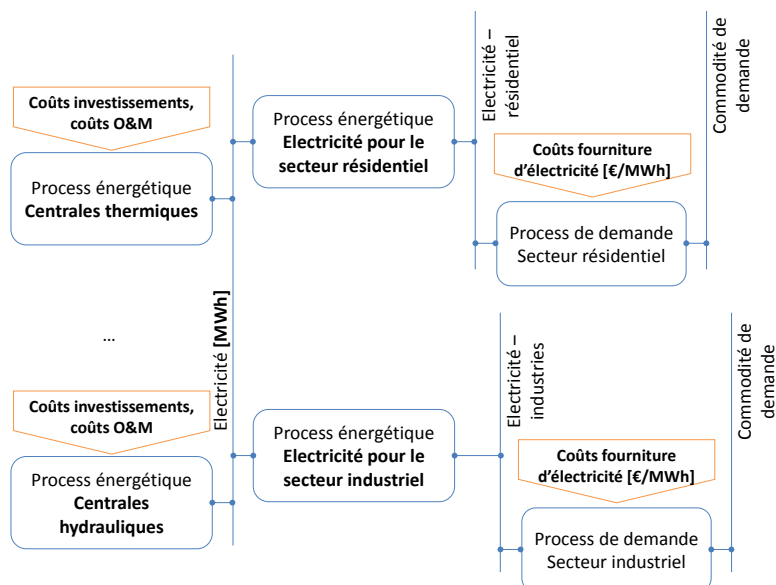 Coûts investissements,
coûts O&M
Process énergétique
Centrales thermiques
...
Coûts investissements,
coûts O&M
Process énergétique
Centrales
hydrauliques
Electricité [MWh]
Process énergétique
Electricité pour le
secteur résidentiel
Electricité –
résidentiel
Coûts fourniture
d’électricité [€/MWh]
Process de demande
Secteur résidentiel
Commodité de
demande
Process énergétique
Electricité pour le
secteur industriel
Electricité –
industries
Coûts fourniture
d’électricité [€/MWh]
Process de demande
Secteur industriel
Commodité de
demande